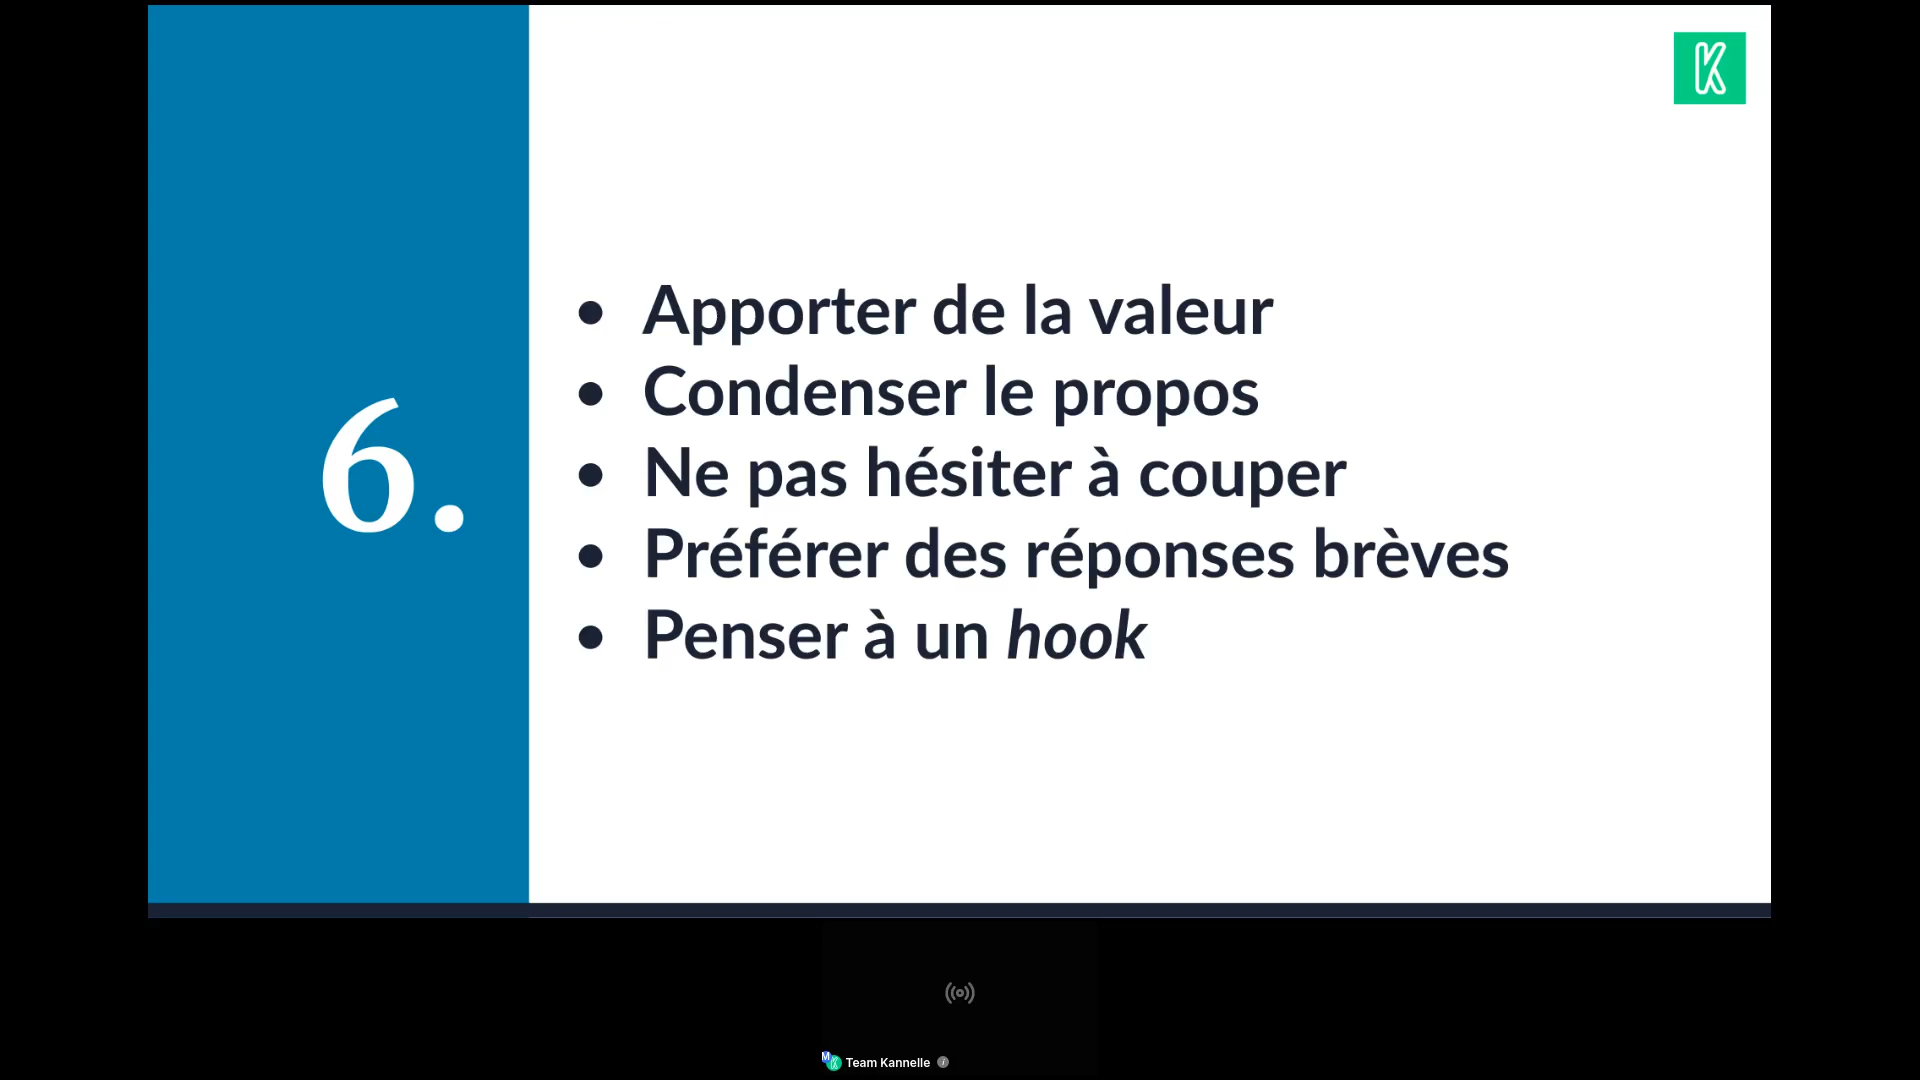 K
6.
• Apporter de la valeur
• Condenser le propos
• Ne pas hésiter à couper
• Préférer des réponses brèves
• Penser à un hook
M K Team Kannelle i